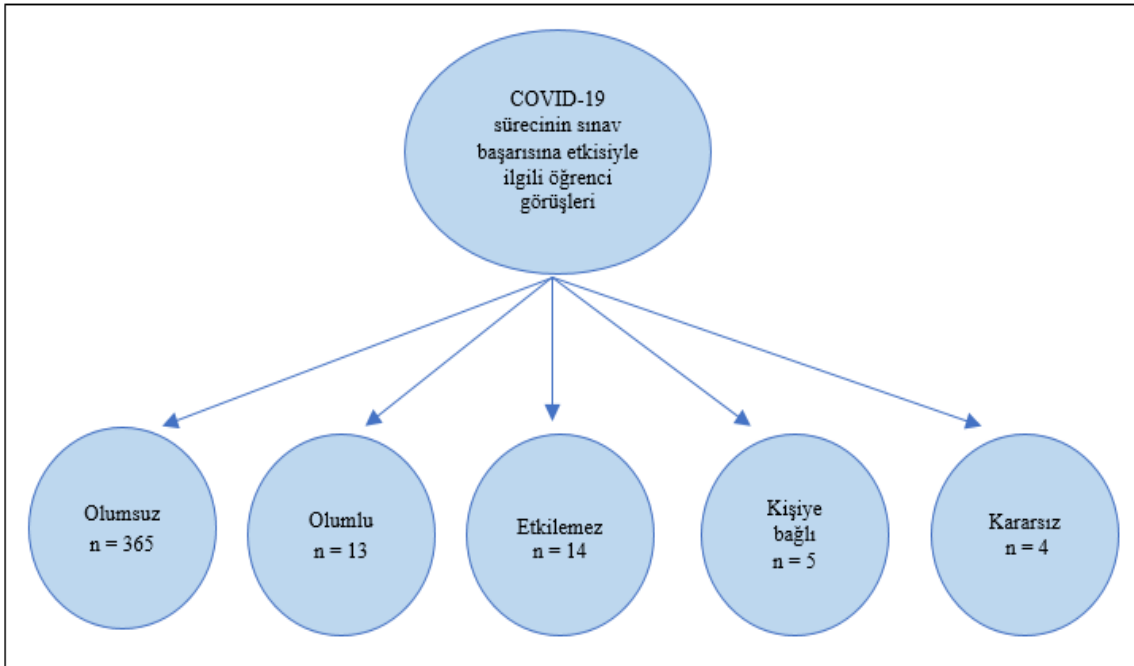 COVID-19
sürecinin sınav
başarısına etkisiyle
ilgili öğrenci
görüşleri
Olumsuz
n = 365
Olumlu
n = 13
Etkilemez
n = 14
Kişiye
bağlı
n = 5
Kararsız
n = 4